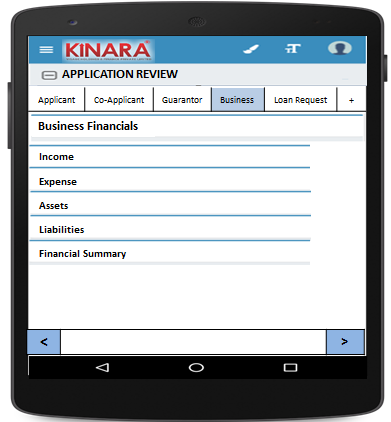 KINARA
APPLICATION REVIEW
Applicant Co-Applicant Guarantor Business Loan Request +
Business Financials
Income
Expense
Assets
Liabilities
Financial Summary
< >